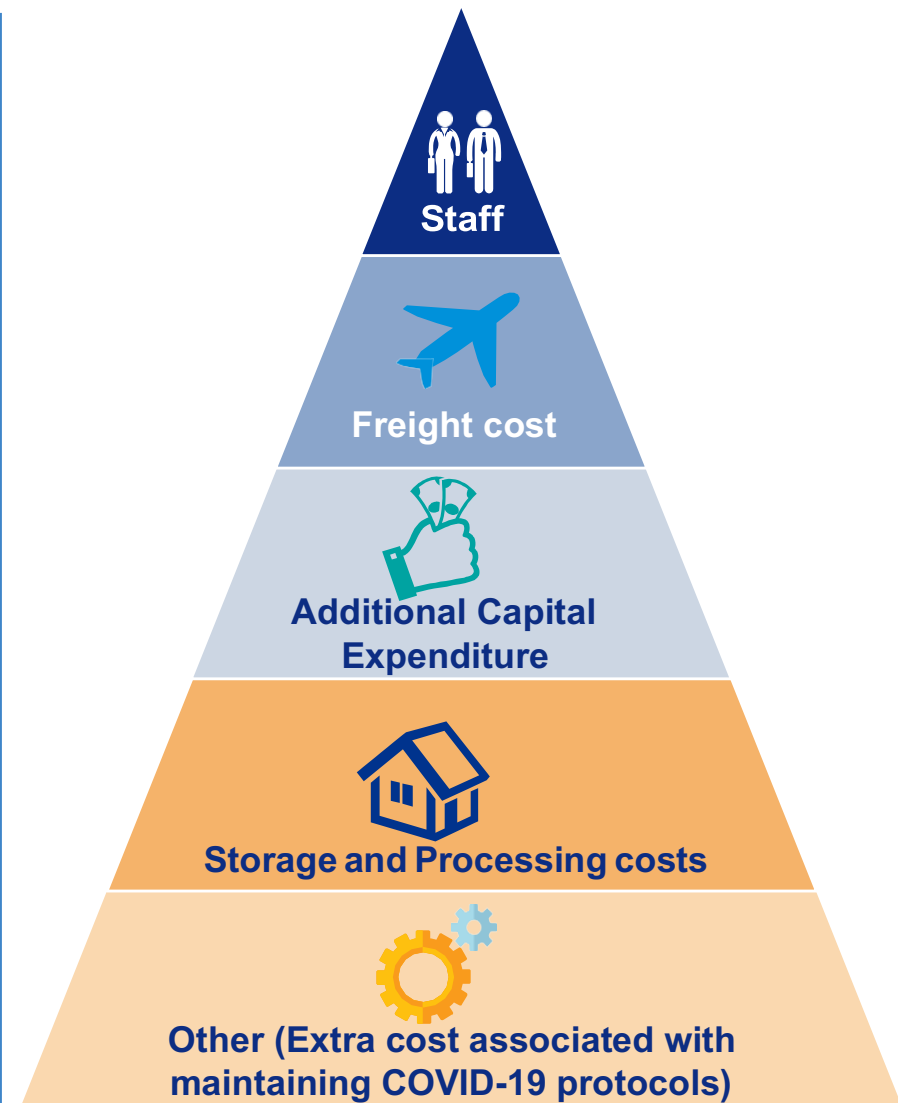 Staff
Freight cost
Additional Capital
Expenditure
Storage and Processing costs
Other (Extra cost associated with
maintaining COVID-19 protocols)